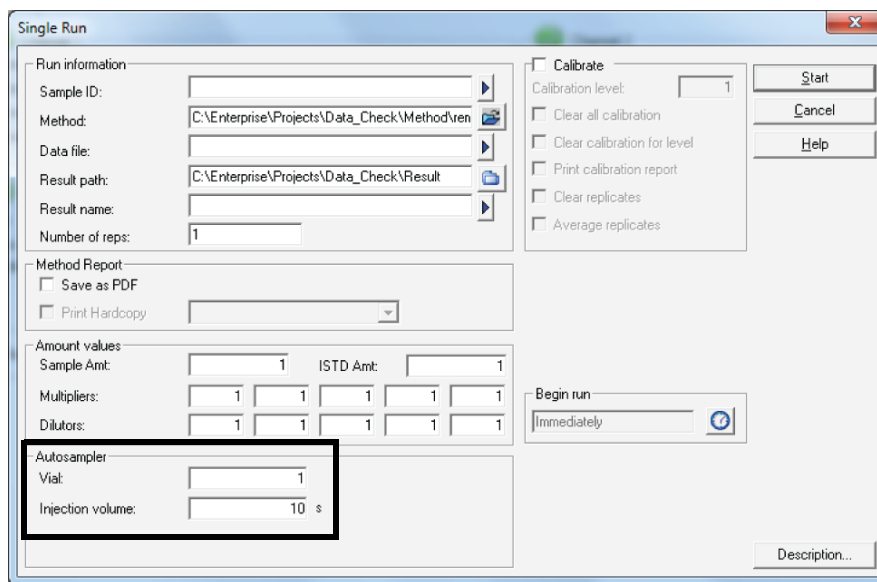 Single Run
Run information
Sample ID:
Method: C:\Enterprise\Projects\Data_Check\Method\ren
Data file:
Result path: C:\Enterprise\Projects\Data_Check\Result
Result name:
Number of reps: 1
Calibrate
Calibration level: 1
Clear all calibration
Clear calibration for level
Print calibration report
Clear replicates
Average replicates
Start
Cancel
Help
Method Report
Save as PDF
Print Hardcopy
Amount values
Sample Amt: 1 ISTD Amt: 1
Multipliers: 1 1 1 1 1
Dilutors: 1 1 1 1 1
Begin run
Immediately
Autosampler
Vial: 1
Injection volume: 10 s
Description...